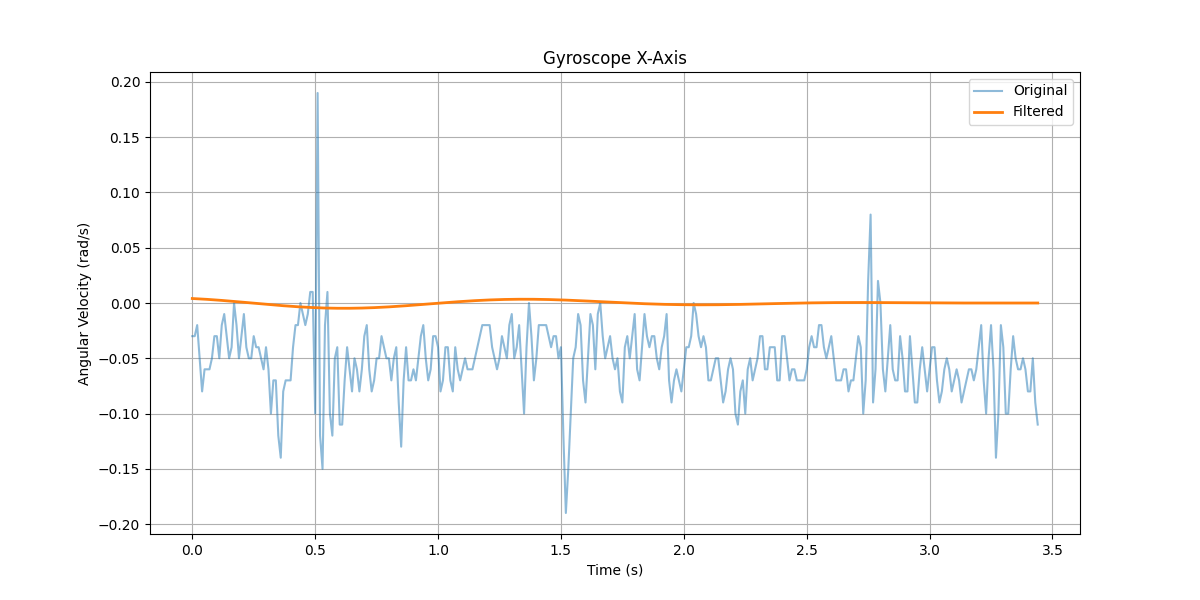 Gyroscope X-Axis
Original
Filtered
0.20
0.15
0.10
0.05
0.00
−0.05
−0.10
−0.15
−0.20
Angular Velocity (rad/s)
0.0 0.5 1.0 1.5 2.0 2.5 3.0 3.5
Time (s)